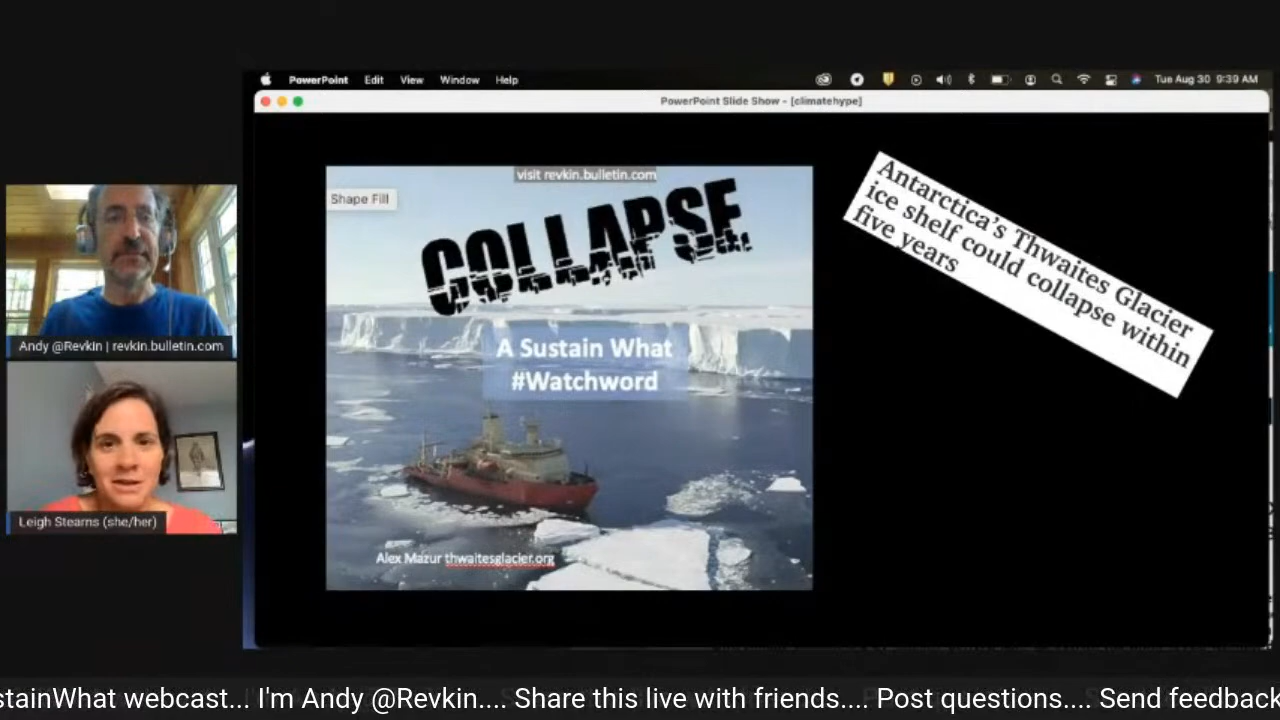 PowerPoint Edit View Window Help
Tue Aug 30 9:39 AM
PowerPoint Slide Show - [climatehype]
visit revkin.bulletin.com
Shape Fill
COLLAPSE
A Sustain What
#Watchword
Alex Mazur thwaitesglacier.org
Antarctica's Thwaites Glacier
ice shelf could collapse within
five years
Andy @Revkin | revkin.bulletin.com
Leigh Stearns (she/her)
stainWhat webcast... I'm Andy @Revkin.... Share this live with friends.... Post questions.... Send feedback